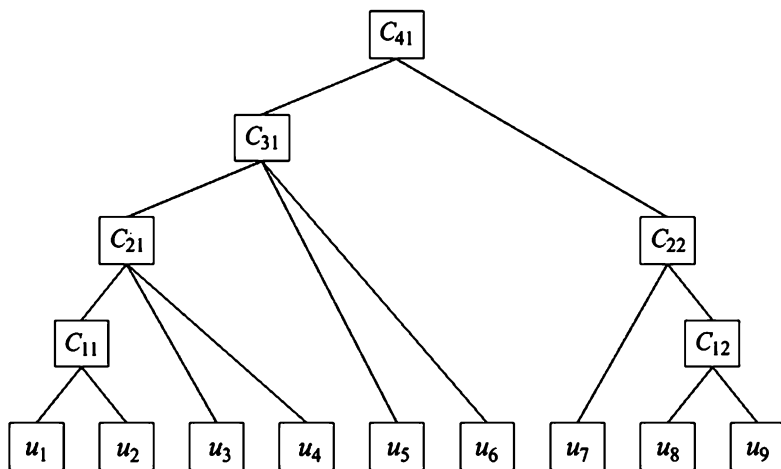 C₄₁
C₃₁
C₂₁ C₂₂
C₁₁ C₁₂
u₁ u₂ u₃ u₄ u₅ u₆ u₇ u₈ u₉